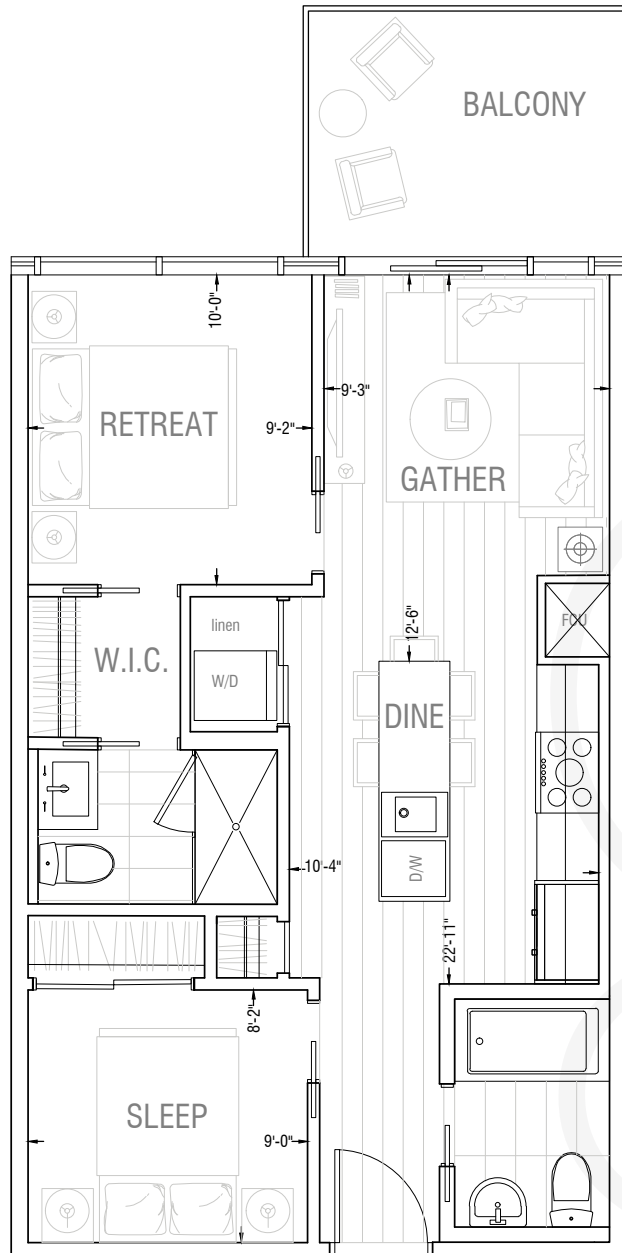 BALCONY
10'-0"
9'-3"
RETREAT
9'-2"
GATHER
FCU
linen
12'-6"
W.I.C.
W/D
DINE
D/W
10'-4"
22'-11"
8'-2"
SLEEP
9'-0"